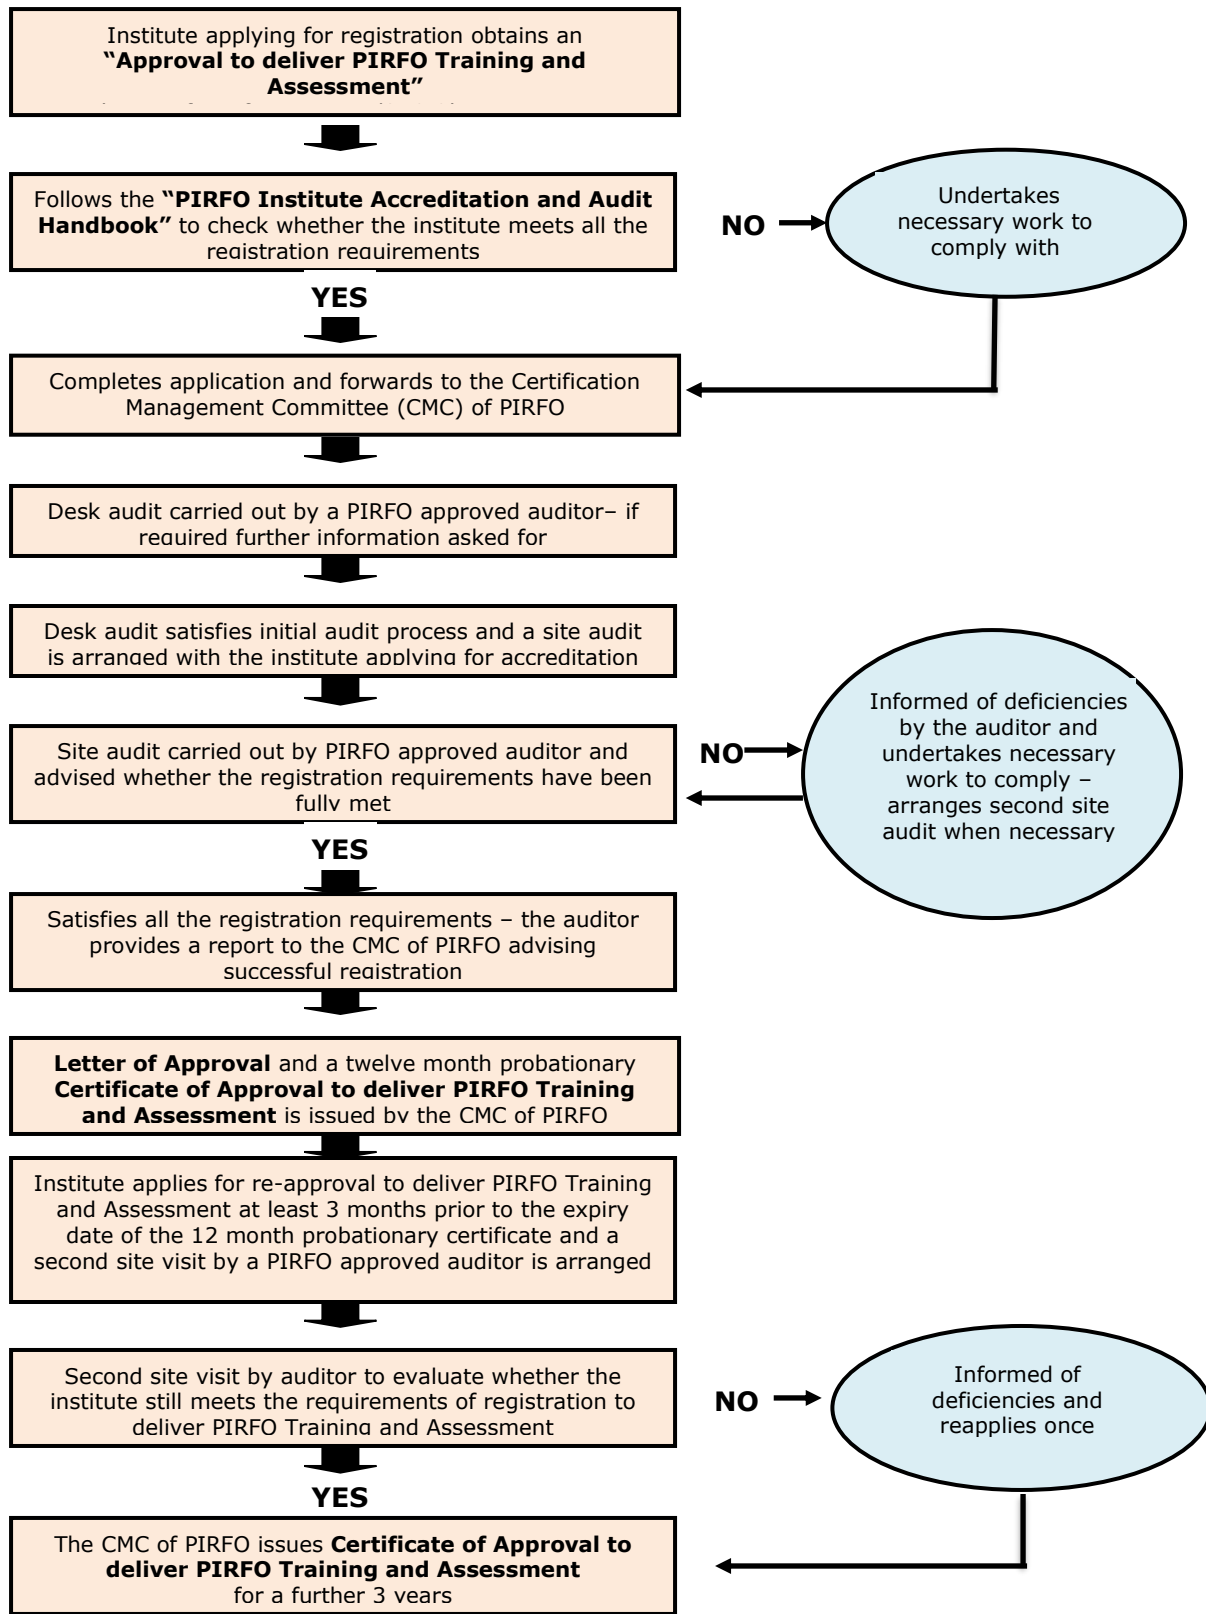 Institute applying for registration obtains an
“Approval to deliver PIRFO Training and
Assessment”
Follows the “PIRFO Institute Accreditation and Audit
Handbook” to check whether the institute meets all the
registration requirements
NO
Undertakes
necessary work to
comply with
YES
Completes application and forwards to the Certification
Management Committee (CMC) of PIRFO
Desk audit carried out by a PIRFO approved auditor– if
required further information asked for
Desk audit satisfies initial audit process and a site audit
is arranged with the institute applying for accreditation
Site audit carried out by PIRFO approved auditor and
advised whether the registration requirements have been
fully met
NO
Informed of deficiencies
by the auditor and
undertakes necessary
work to comply –
arranges second site
audit when necessary
YES
Satisfies all the registration requirements – the auditor
provides a report to the CMC of PIRFO advising
successful registration
Letter of Approval and a twelve month probationary
Certificate of Approval to deliver PIRFO Training
and Assessment is issued by the CMC of PIRFO
Institute applies for re-approval to deliver PIRFO Training
and Assessment at least 3 months prior to the expiry
date of the 12 month probationary certificate and a
second site visit by a PIRFO approved auditor is arranged
Second site visit by auditor to evaluate whether the
institute still meets the requirements of registration to
deliver PIRFO Training and Assessment
NO
Informed of
deficiencies and
reapplies once
YES
The CMC of PIRFO issues Certificate of Approval to
deliver PIRFO Training and Assessment
for a further 3 years